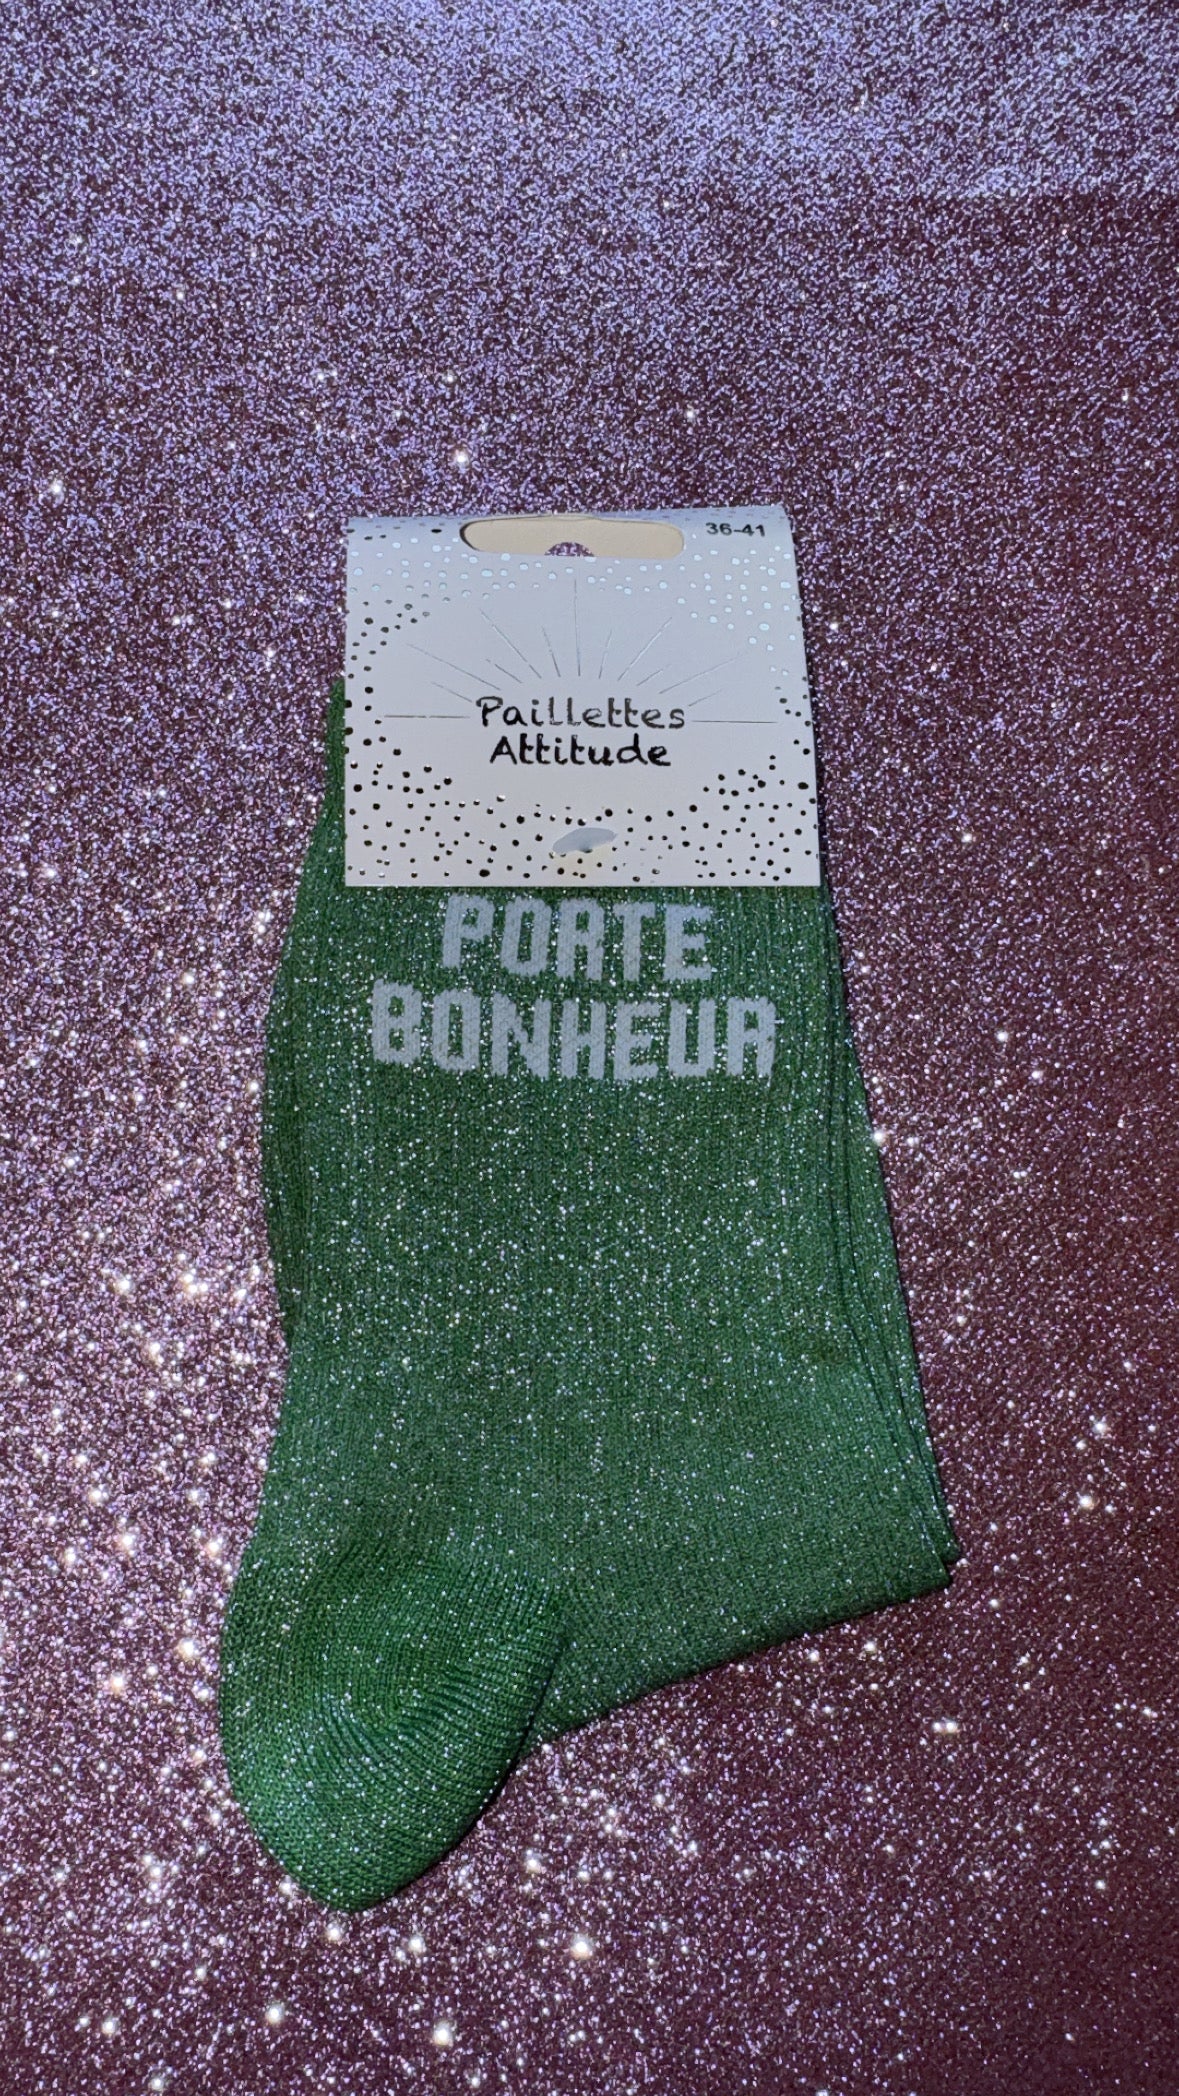 36-41
Paillettes
Attitude
PORTE
BONHEUR